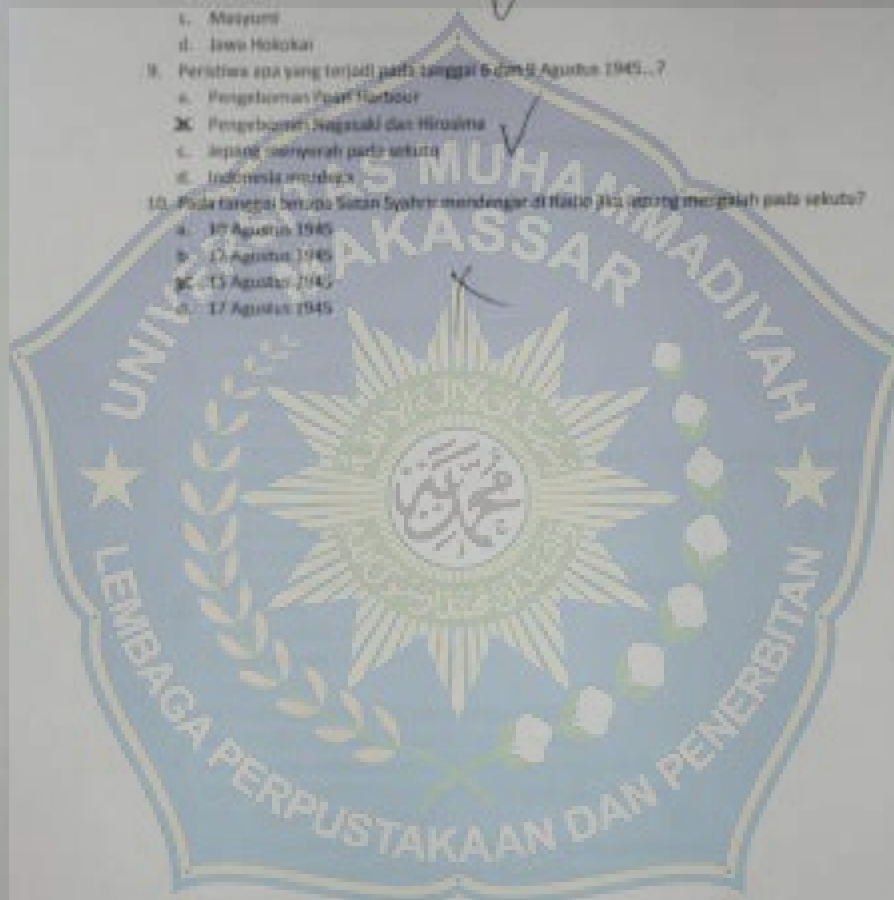 c. Masyumi
d. Jawa Hokokai
9. Peristiwa apa yang terjadi pada tanggal 6 dan 9 Agustus 1945...?
a. Pengeboman Pearl Harbour
Pengeboman Nagasaki dan Hirosima
c. Jepang menyerah pada sekutu
d. Indonesia merdeka
10. Pada tanggal berapa Sutan Syahrir mendengar di Radio jika Jepang mengalah pada sekutu?
a. 10 Agustus 1945
b. 12 Agustus 1945
15 Agustus 1945
d. 17 Agustus 1945
UNIVERSITAS MUHAMMADIYAH
MAKASSAR
محمدية
LEMBAGA PERPUSTAKAAN DAN PENERBITAN